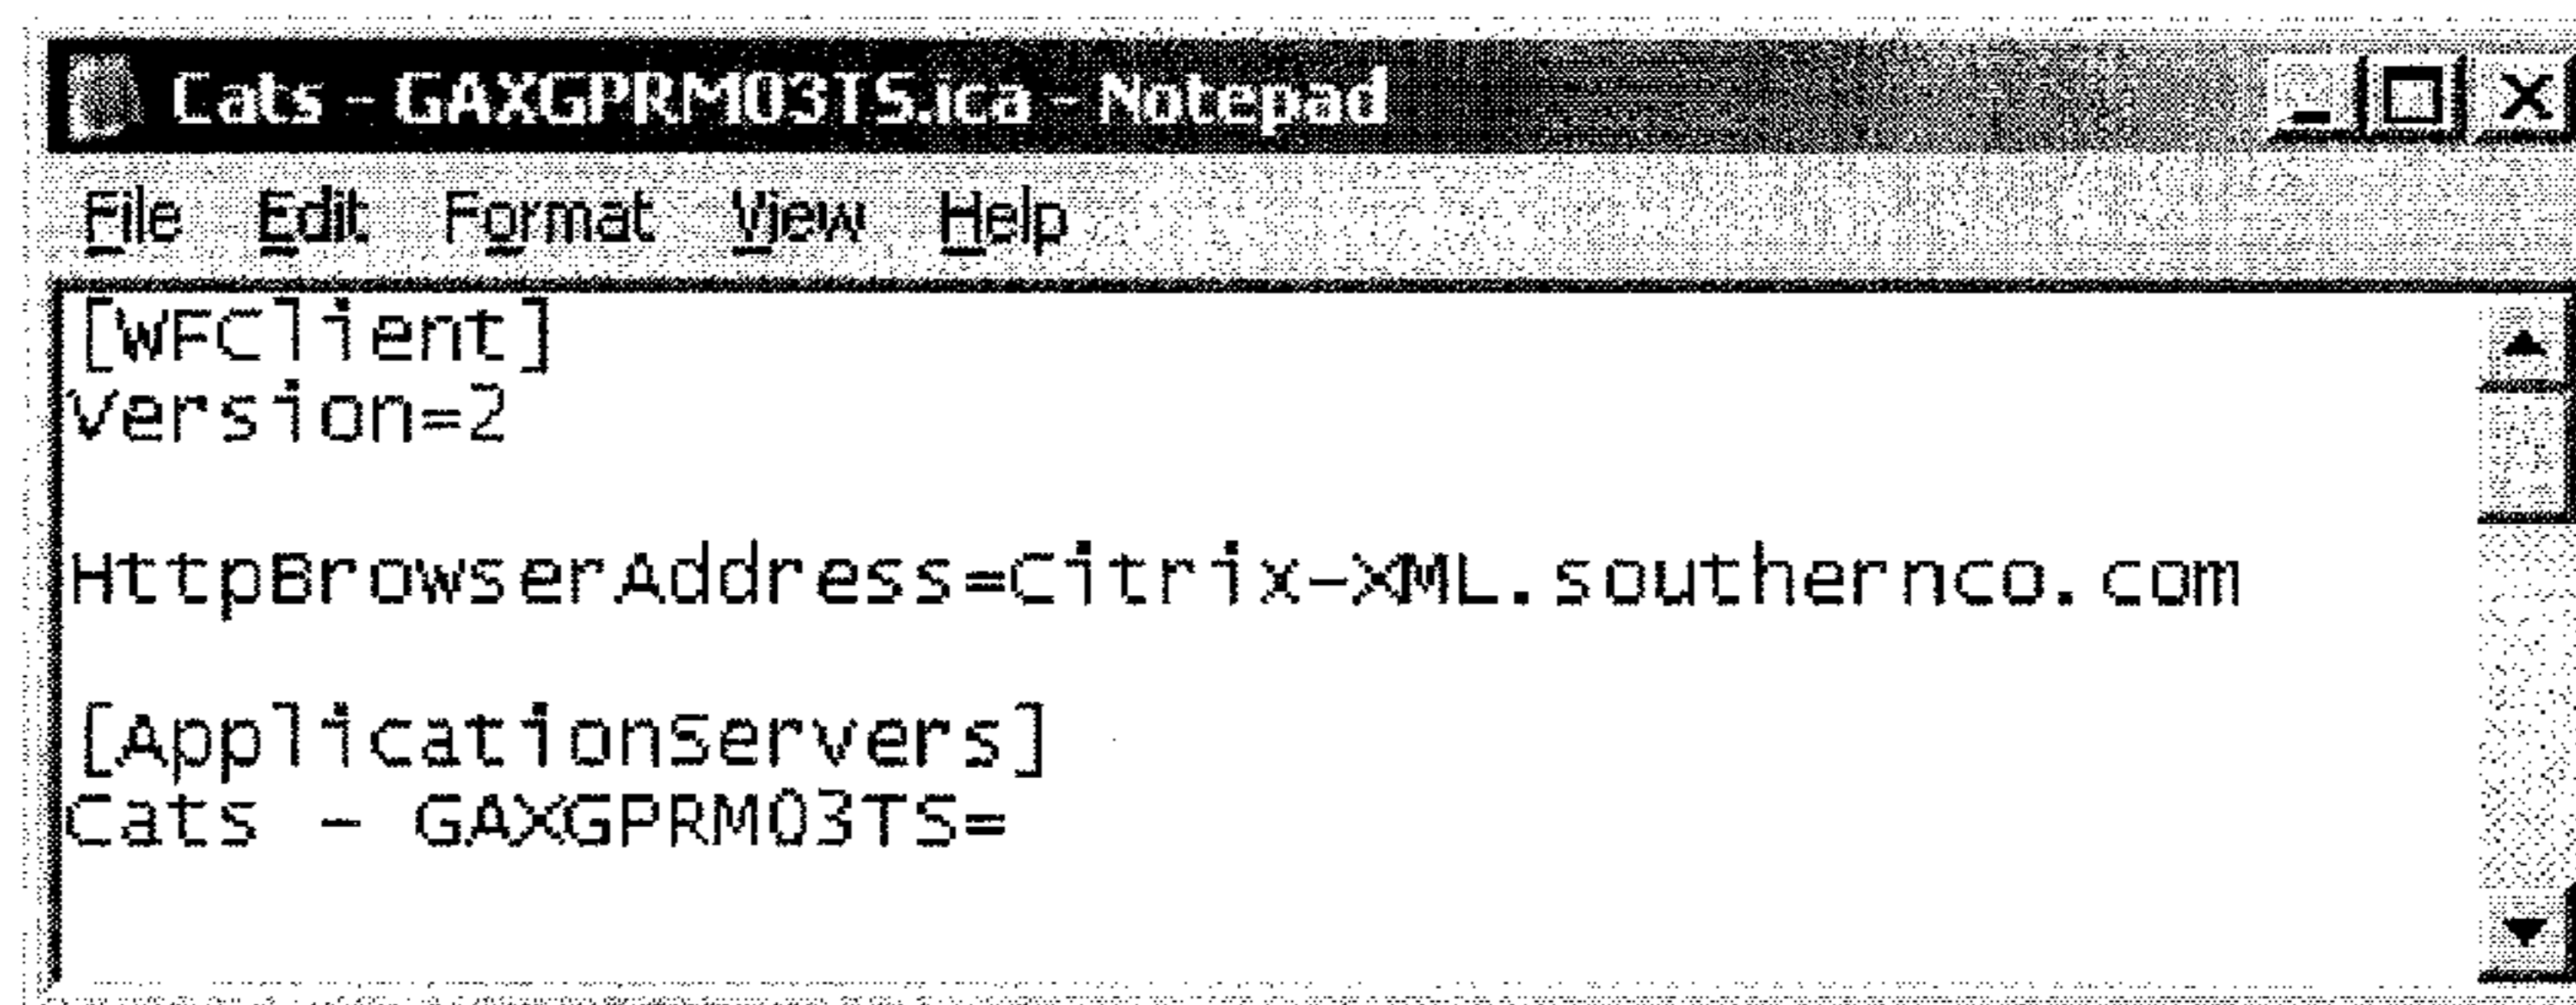 Cats - GAXGPRM03TS.ica - Notepad
File Edit Format View Help
[WFClient]
Version=2
HttpBrowserAddress=Citrix-XML.southernco.com
[ApplicationServers]
Cats - GAXGPRM03TS=